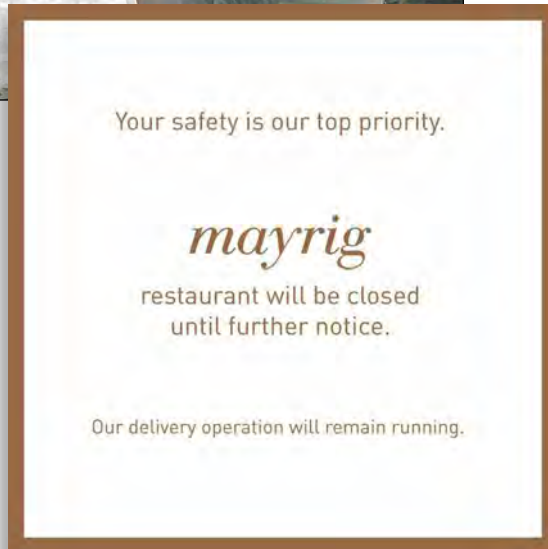 Your safety is our top priority.
mayrig
restaurant will be closed
until further notice.
Our delivery operation will remain running.